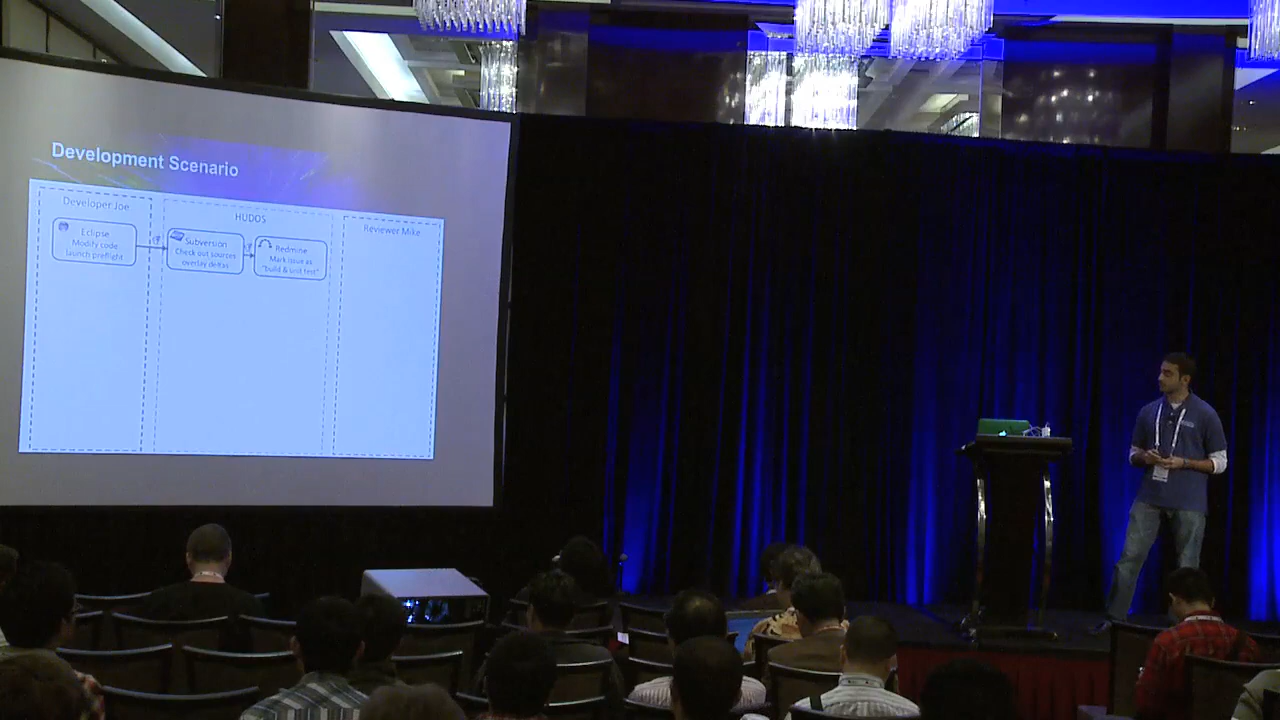 Development Scenario
Developer Joe
Eclipse
Modify code
launch preflight
HUDOS
Subversion
Check out sources
overlay deltas
Redmine
Mark issue as
"build & unit test"
Reviewer Mike